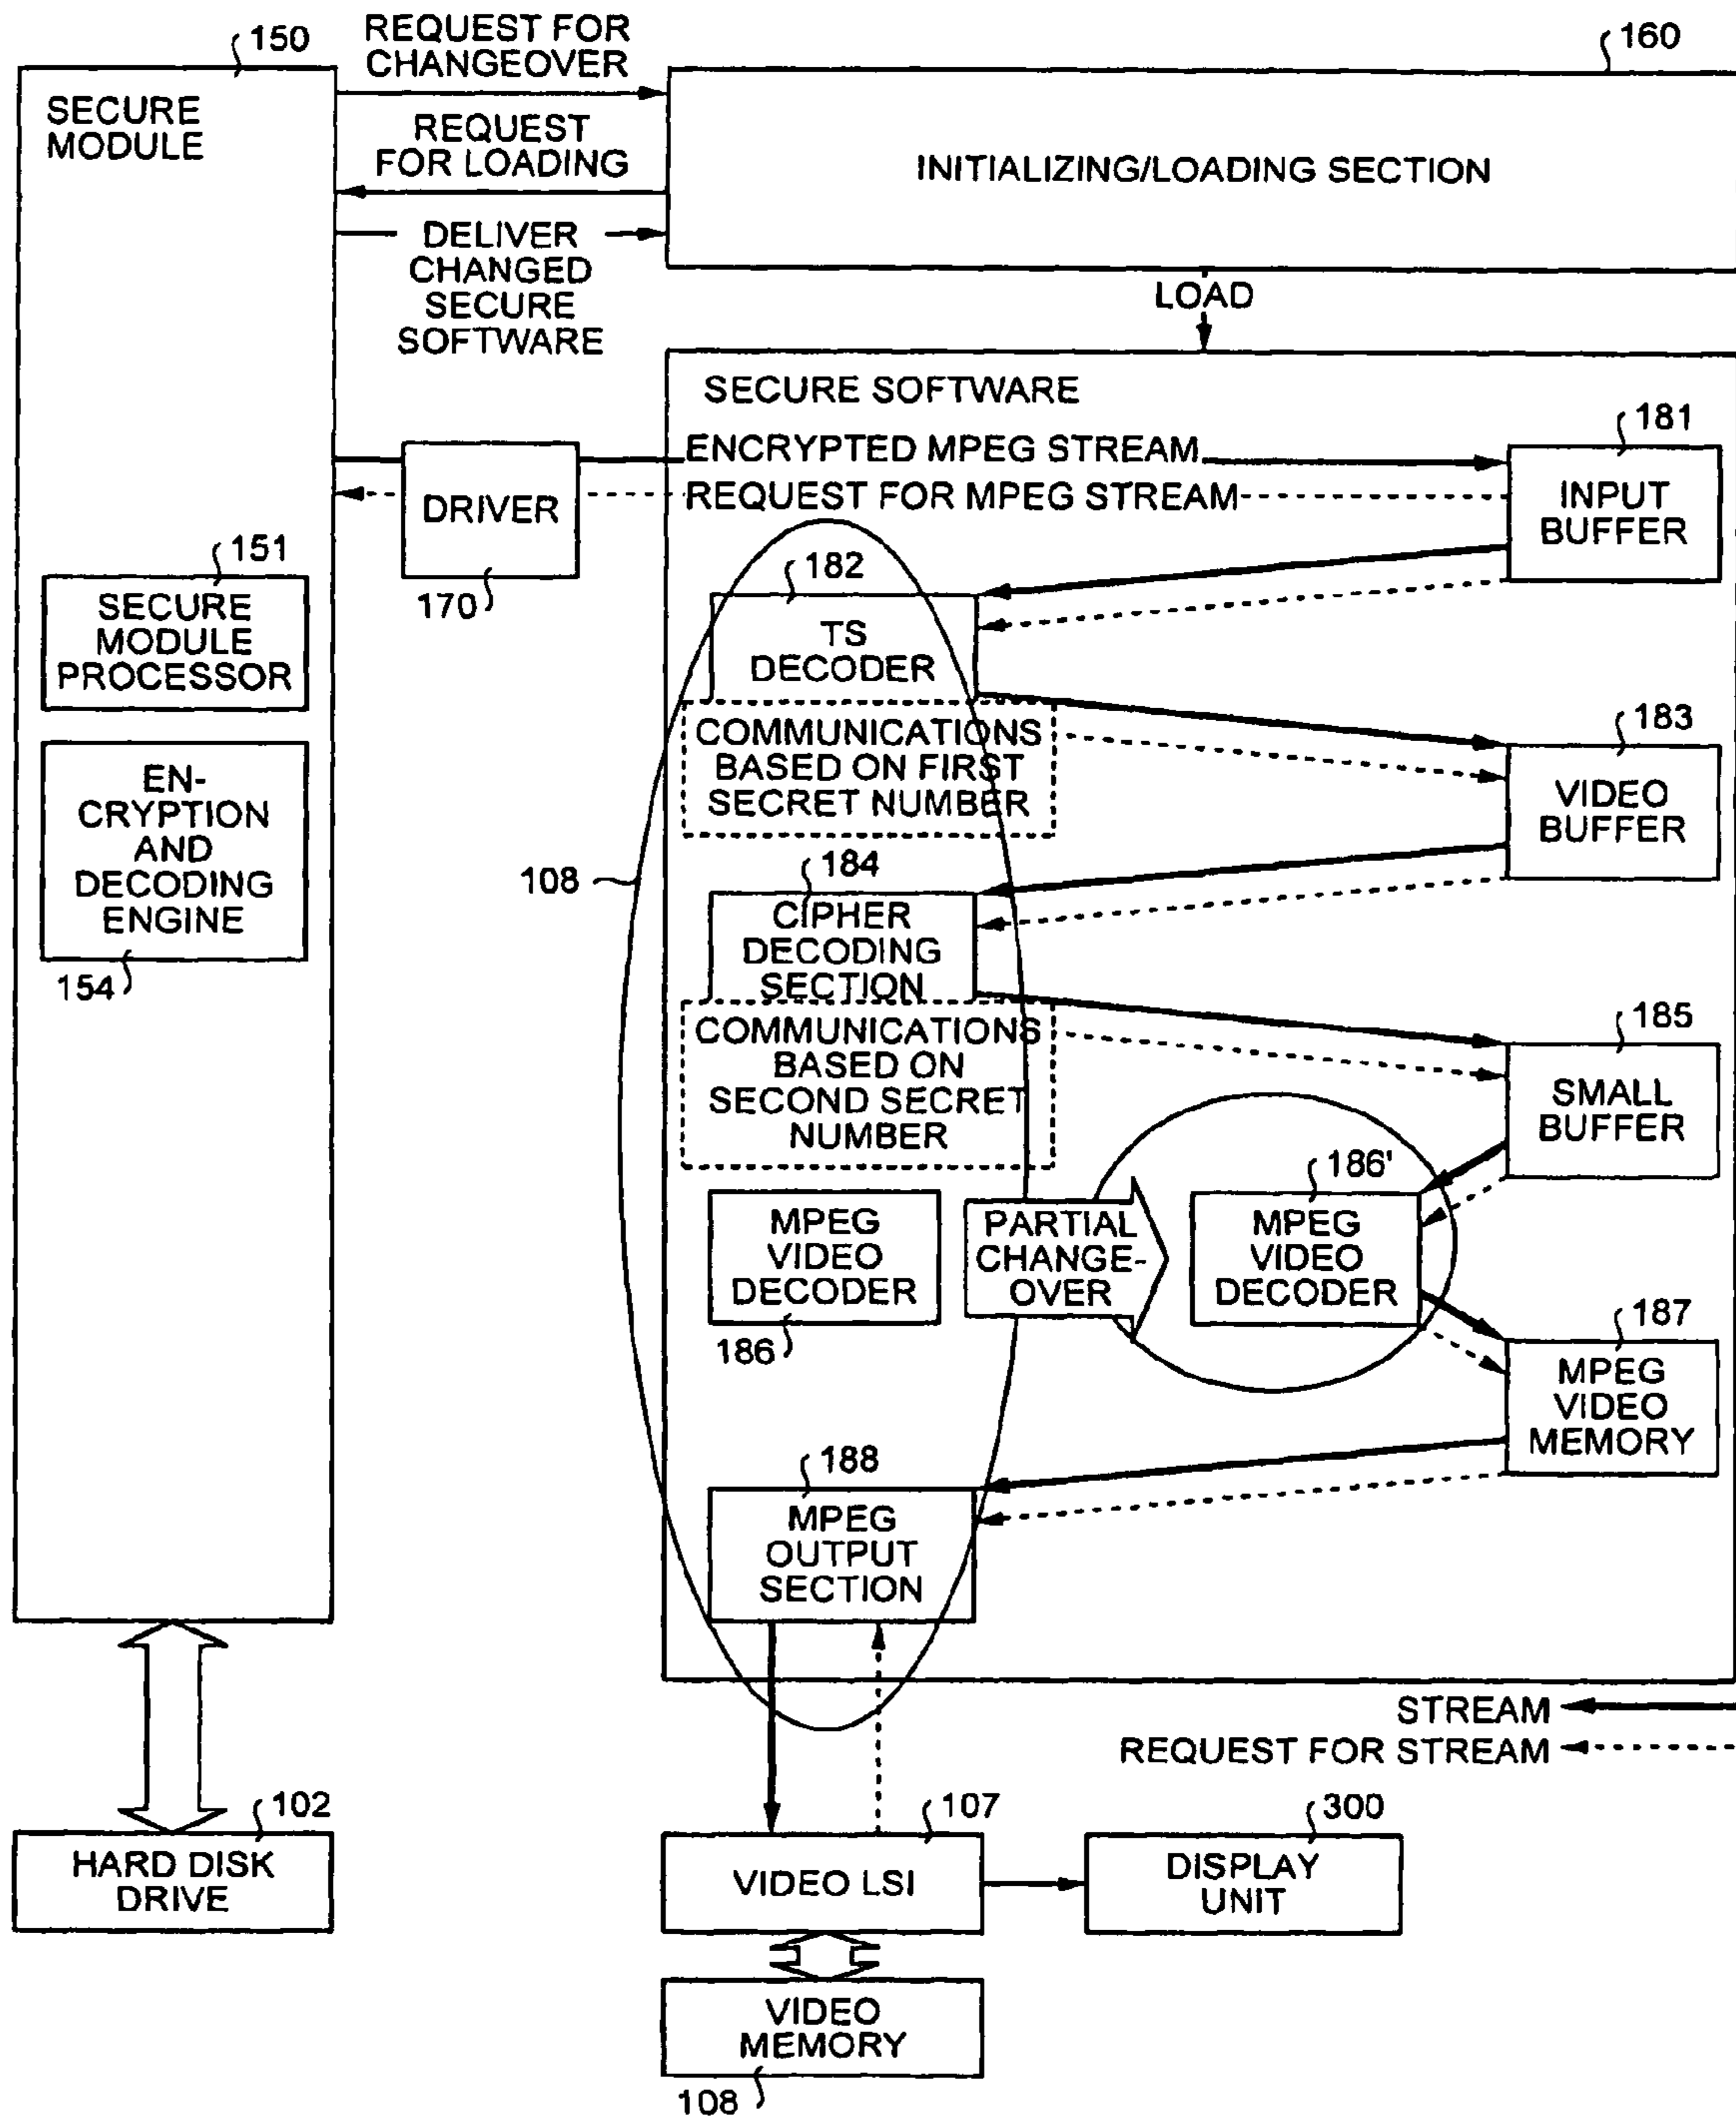 150
REQUEST FOR
CHANGEOVER
160
SECURE
MODULE
REQUEST
FOR LOADING
INITIALIZING/LOADING SECTION
DELIVER
CHANGED
SECURE
SOFTWARE
LOAD
SECURE SOFTWARE
181
ENCRYPTED MPEG STREAM
REQUEST FOR MPEG STREAM
INPUT
BUFFER
DRIVER
170
151
SECURE
MODULE
PROCESSOR
182
TS
DECODER
COMMUNICATIONS
BASED ON FIRST
SECRET NUMBER
183
VIDEO
BUFFER
EN-
CRYPTION
AND
DECODING
ENGINE
154
108
184
CIPHER
DECODING
SECTION
COMMUNICATIONS
BASED ON
SECOND SECRET
NUMBER
185
SMALL
BUFFER
186'
MPEG
VIDEO
DECODER
186
PARTIAL
CHANGE-
OVER
MPEG
VIDEO
DECODER
187
MPEG
VIDEO
MEMORY
188
MPEG
OUTPUT
SECTION
STREAM
REQUEST FOR STREAM
102
HARD DISK
DRIVE
107
VIDEO LSI
300
DISPLAY
UNIT
VIDEO
MEMORY
108